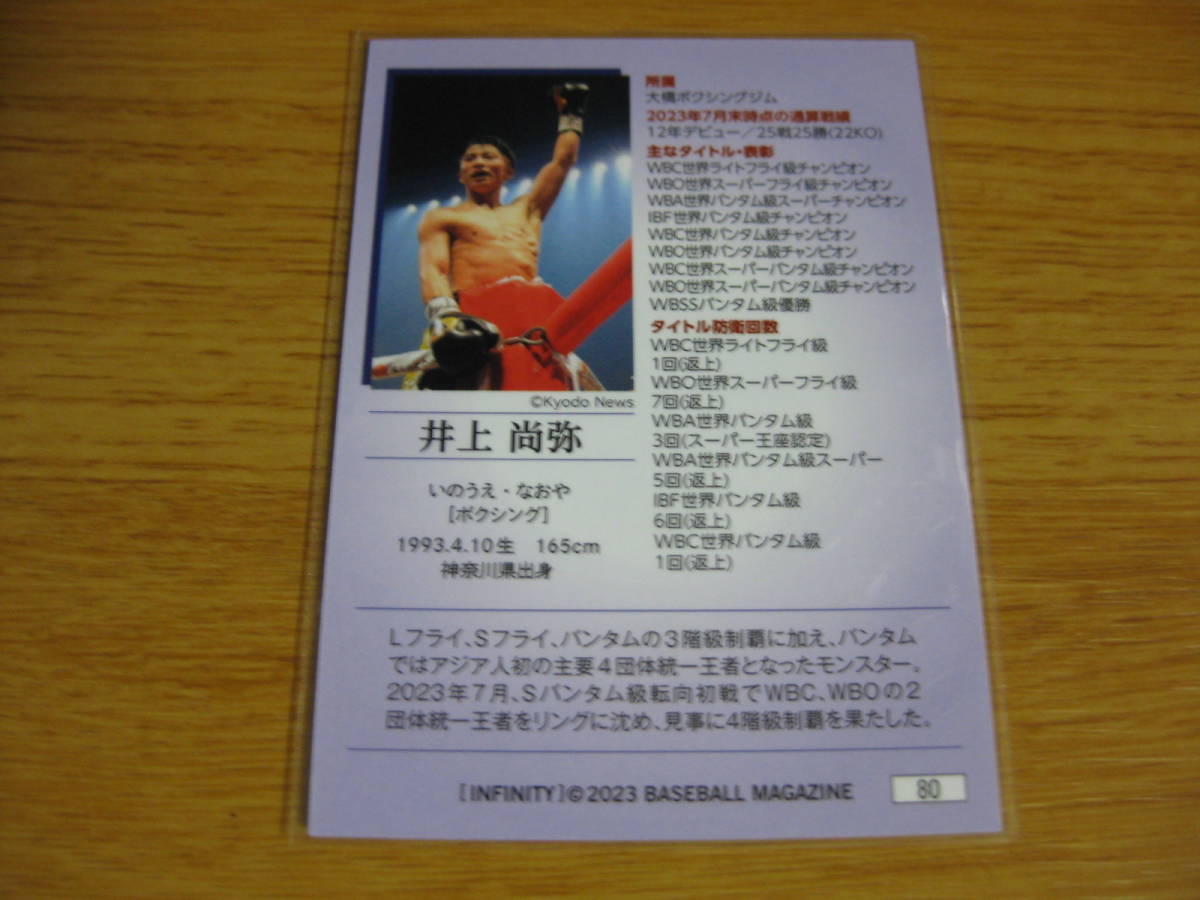 ©Kyodo News
井上 尚弥
いのうえ・なおや
[ボクシング]
1993.4.10生　165cm
神奈川県出身
所属
大橋ボクシングジム
2023年7月末時点の通算戦績
12年デビュー／25戦25勝(22KO)
主なタイトル・表彰
WBC世界ライトフライ級チャンピオン
WBO世界スーパーフライ級チャンピオン
WBA世界バンタム級スーパーチャンピオン
IBF世界バンタム級チャンピオン
WBC世界バンタム級チャンピオン
WBO世界バンタム級チャンピオン
WBC世界スーパーバンタム級チャンピオン
WBO世界スーパーバンタム級チャンピオン
WBSSバンタム級優勝
タイトル防衛回数
WBC世界ライトフライ級
1回(返上)
WBO世界スーパーフライ級
7回(返上)
WBA世界バンタム級
3回(スーパー王座認定)
WBA世界バンタム級スーパー
5回(返上)
IBF世界バンタム級
6回(返上)
WBC世界バンタム級
1回(返上)
Lフライ、Sフライ、バンタムの3階級制覇に加え、バンタム
ではアジア人初の主要4団体統一王者となったモンスター。
2023年7月、Sバンタム級転向初戦でWBC、WBOの2
団体統一王者をリングに沈め、見事に4階級制覇を果たした。
[INFINITY]©2023 BASEBALL MAGAZINE
80